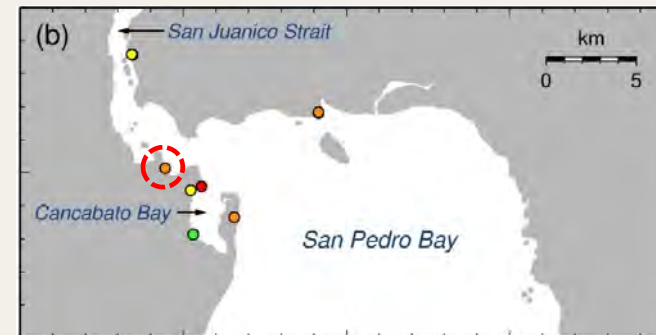 (b)
San Juanico Strait
km
0 5
Cancabato Bay
San Pedro Bay